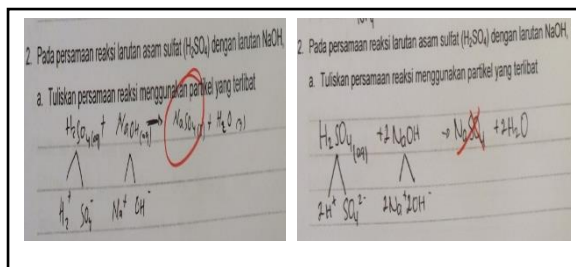 2. Pada persamaan reaksi larutan asam sulfat (H₂SO₄) dengan larutan NaOH,
a. Tuliskan persamaan reaksi menggunakan partikel yang terlibat
H₂SO₄(aq) + NaOH(aq) → NaSO₄ + H₂O
H₂⁺ SO₄⁻ Na⁺ OH⁻
2. Pada persamaan reaksi larutan asam sulfat (H₂SO₄) dengan larutan NaOH,
a. Tuliskan persamaan reaksi menggunakan partikel yang terlibat
H₂SO₄(aq) + 2NaOH → NaSO₄ + 2H₂O
2H⁺ SO₄²⁻ 2Na⁺ 2OH⁻